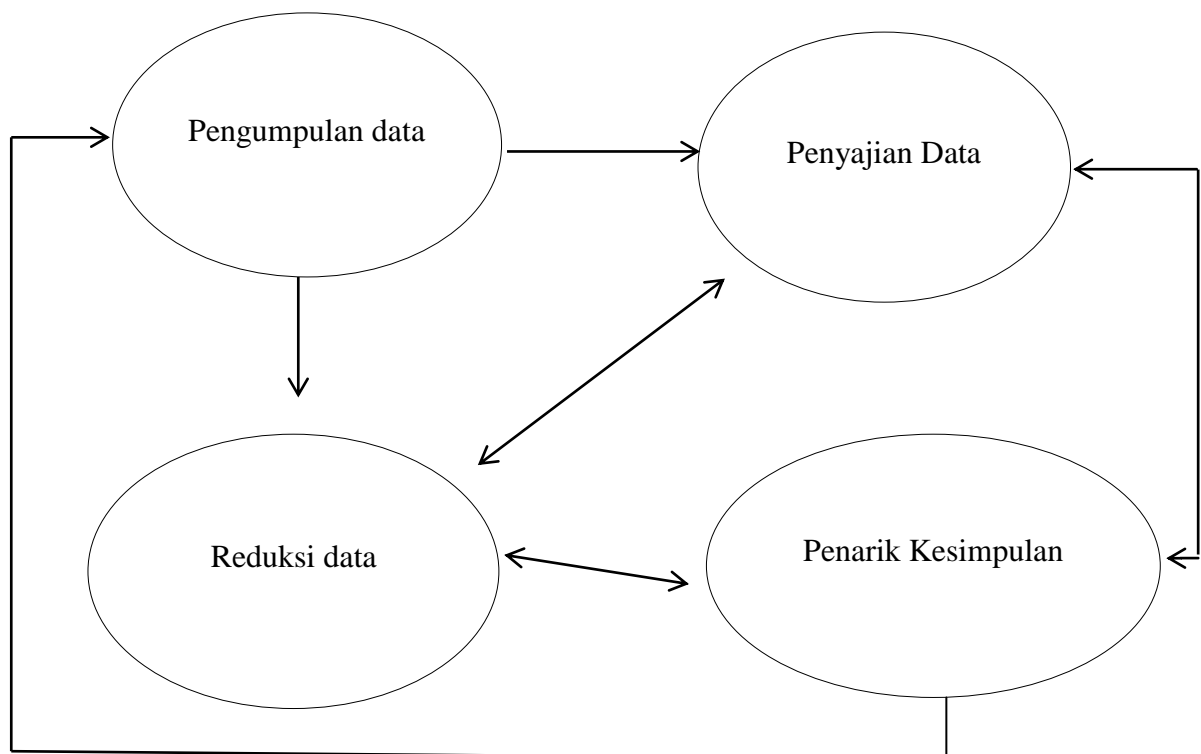 Pengumpulan data
Penyajian Data
Reduksi data
Penarik Kesimpulan